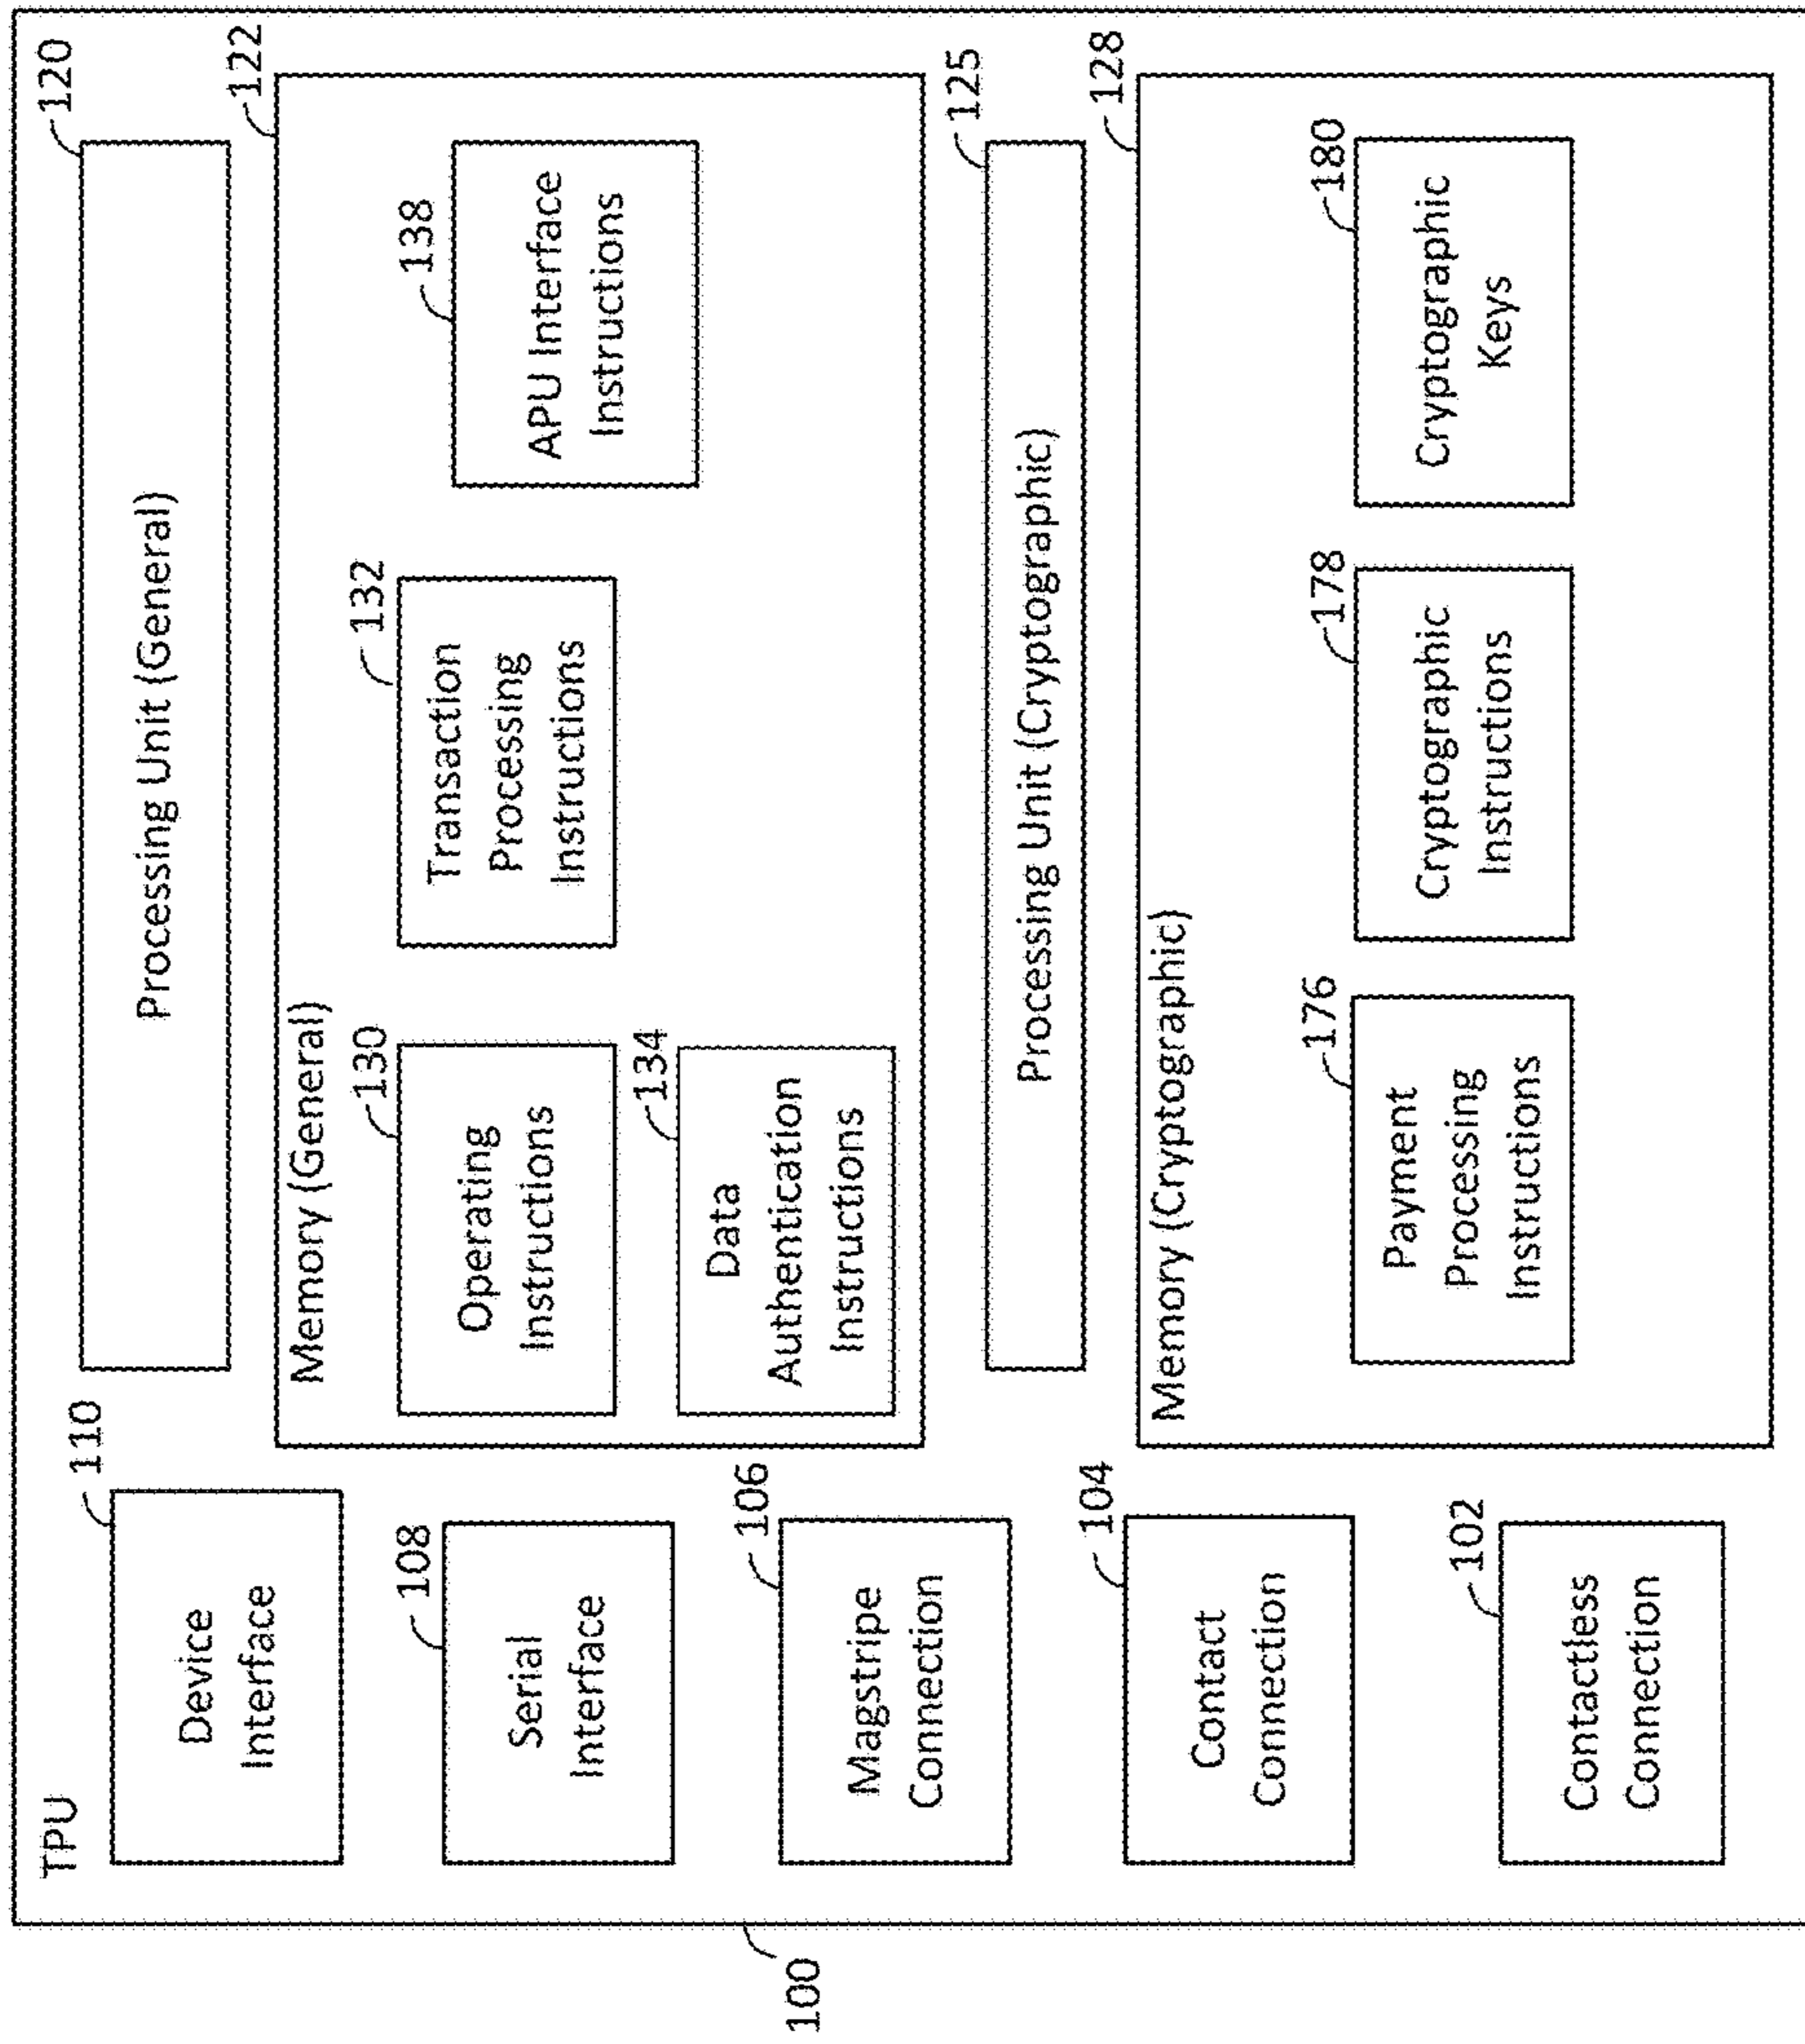 TPU
100
110
Device
Interface
108
Serial
Interface
106
Magstripe
Connection
104
Contact
Connection
102
Contactless
Connection
120
Processing Unit (General)
122
Memory (General)
130
Operating
Instructions
132
Transaction
Processing
Instructions
138
APU Interface
Instructions
134
Data
Authentication
Instructions
125
Processing Unit (Cryptographic)
128
Memory (Cryptographic)
176
Payment
Processing
Instructions
178
Cryptographic
Instructions
180
Cryptographic
Keys